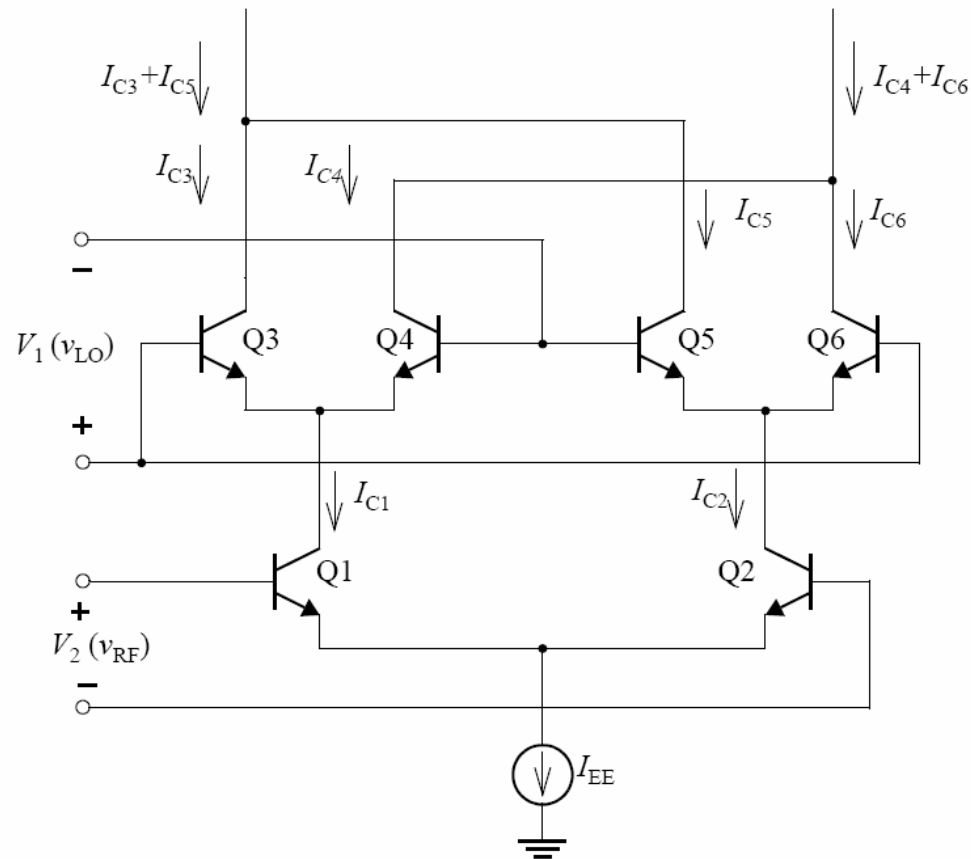 I_C3+I_C5
I_C4+I_C6
I_C3
I_C4
I_C5
I_C6
−
V_1 (v_LO)
Q3
Q4
Q5
Q6
+
I_C1
I_C2
Q1
Q2
+
V_2 (v_RF)
−
I_EE